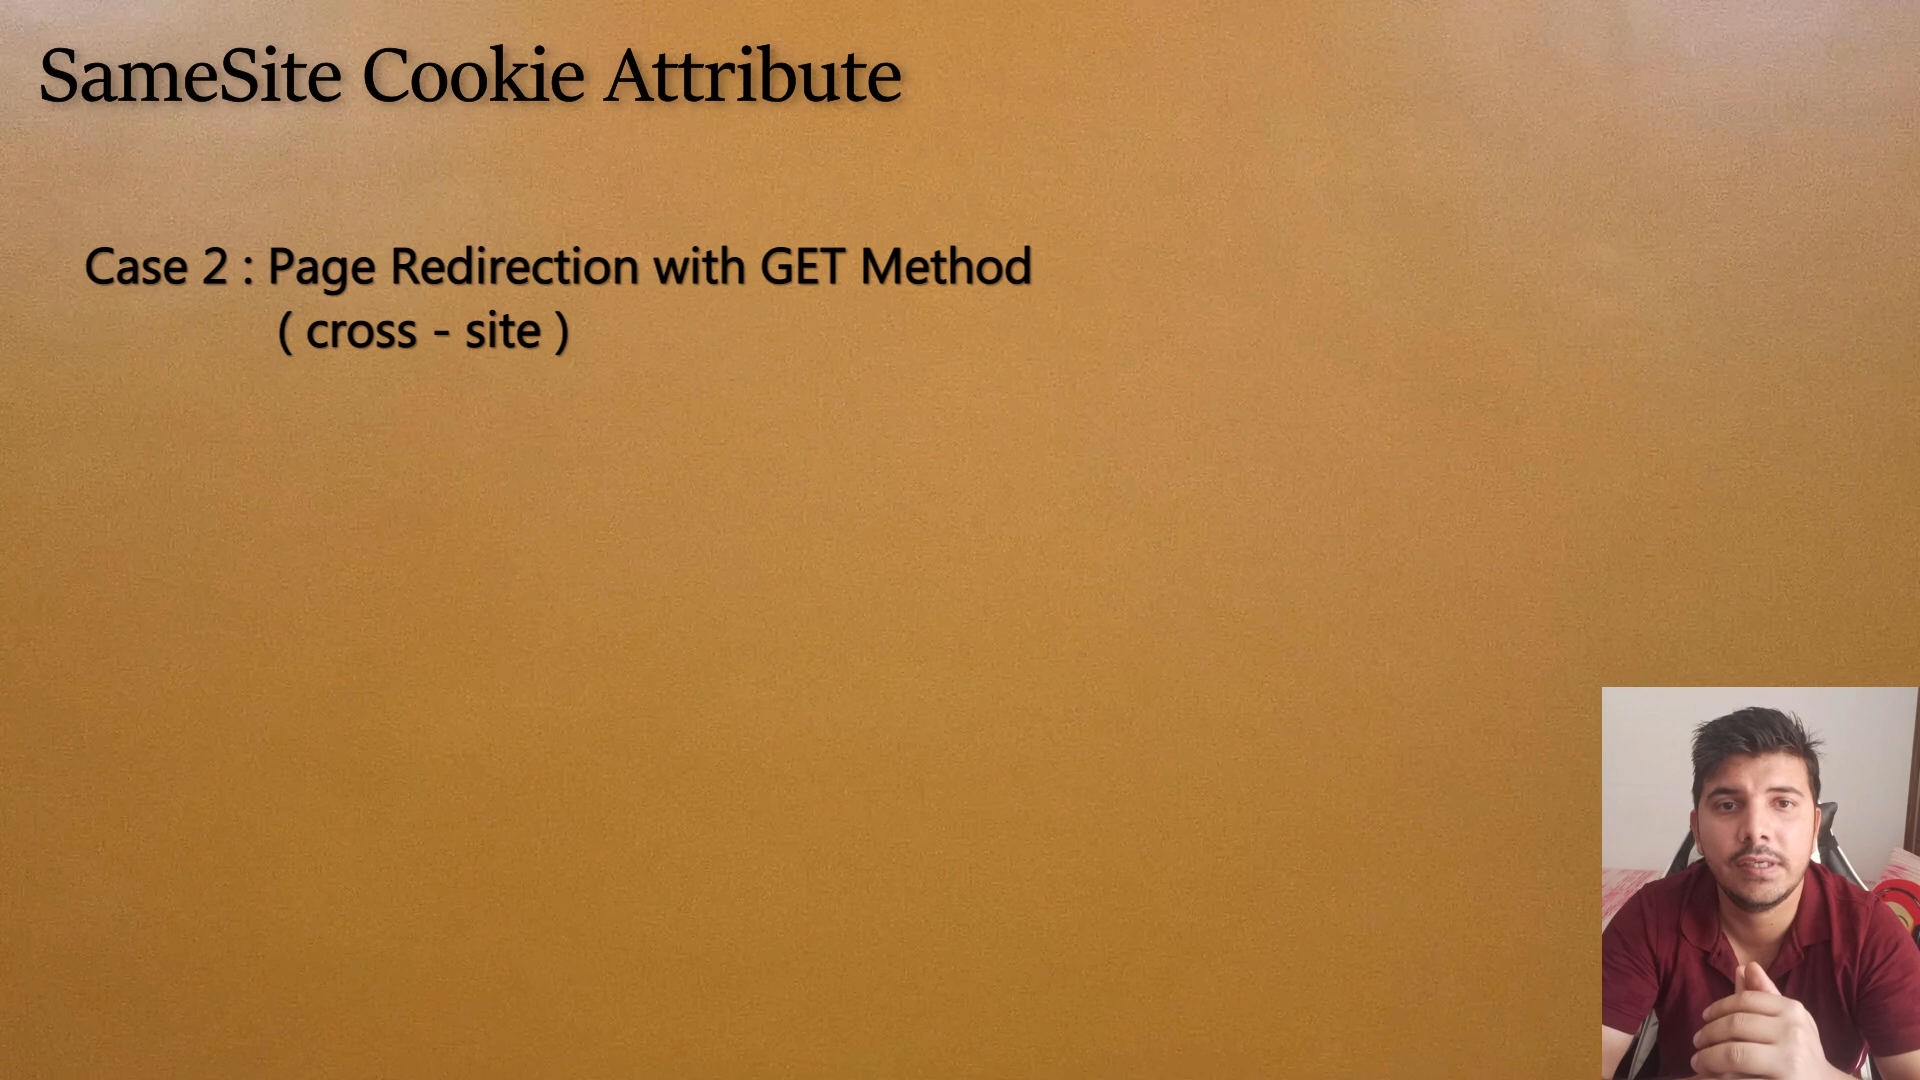 SameSite Cookie Attribute
Case 2 : Page Redirection with GET Method
( cross - site )